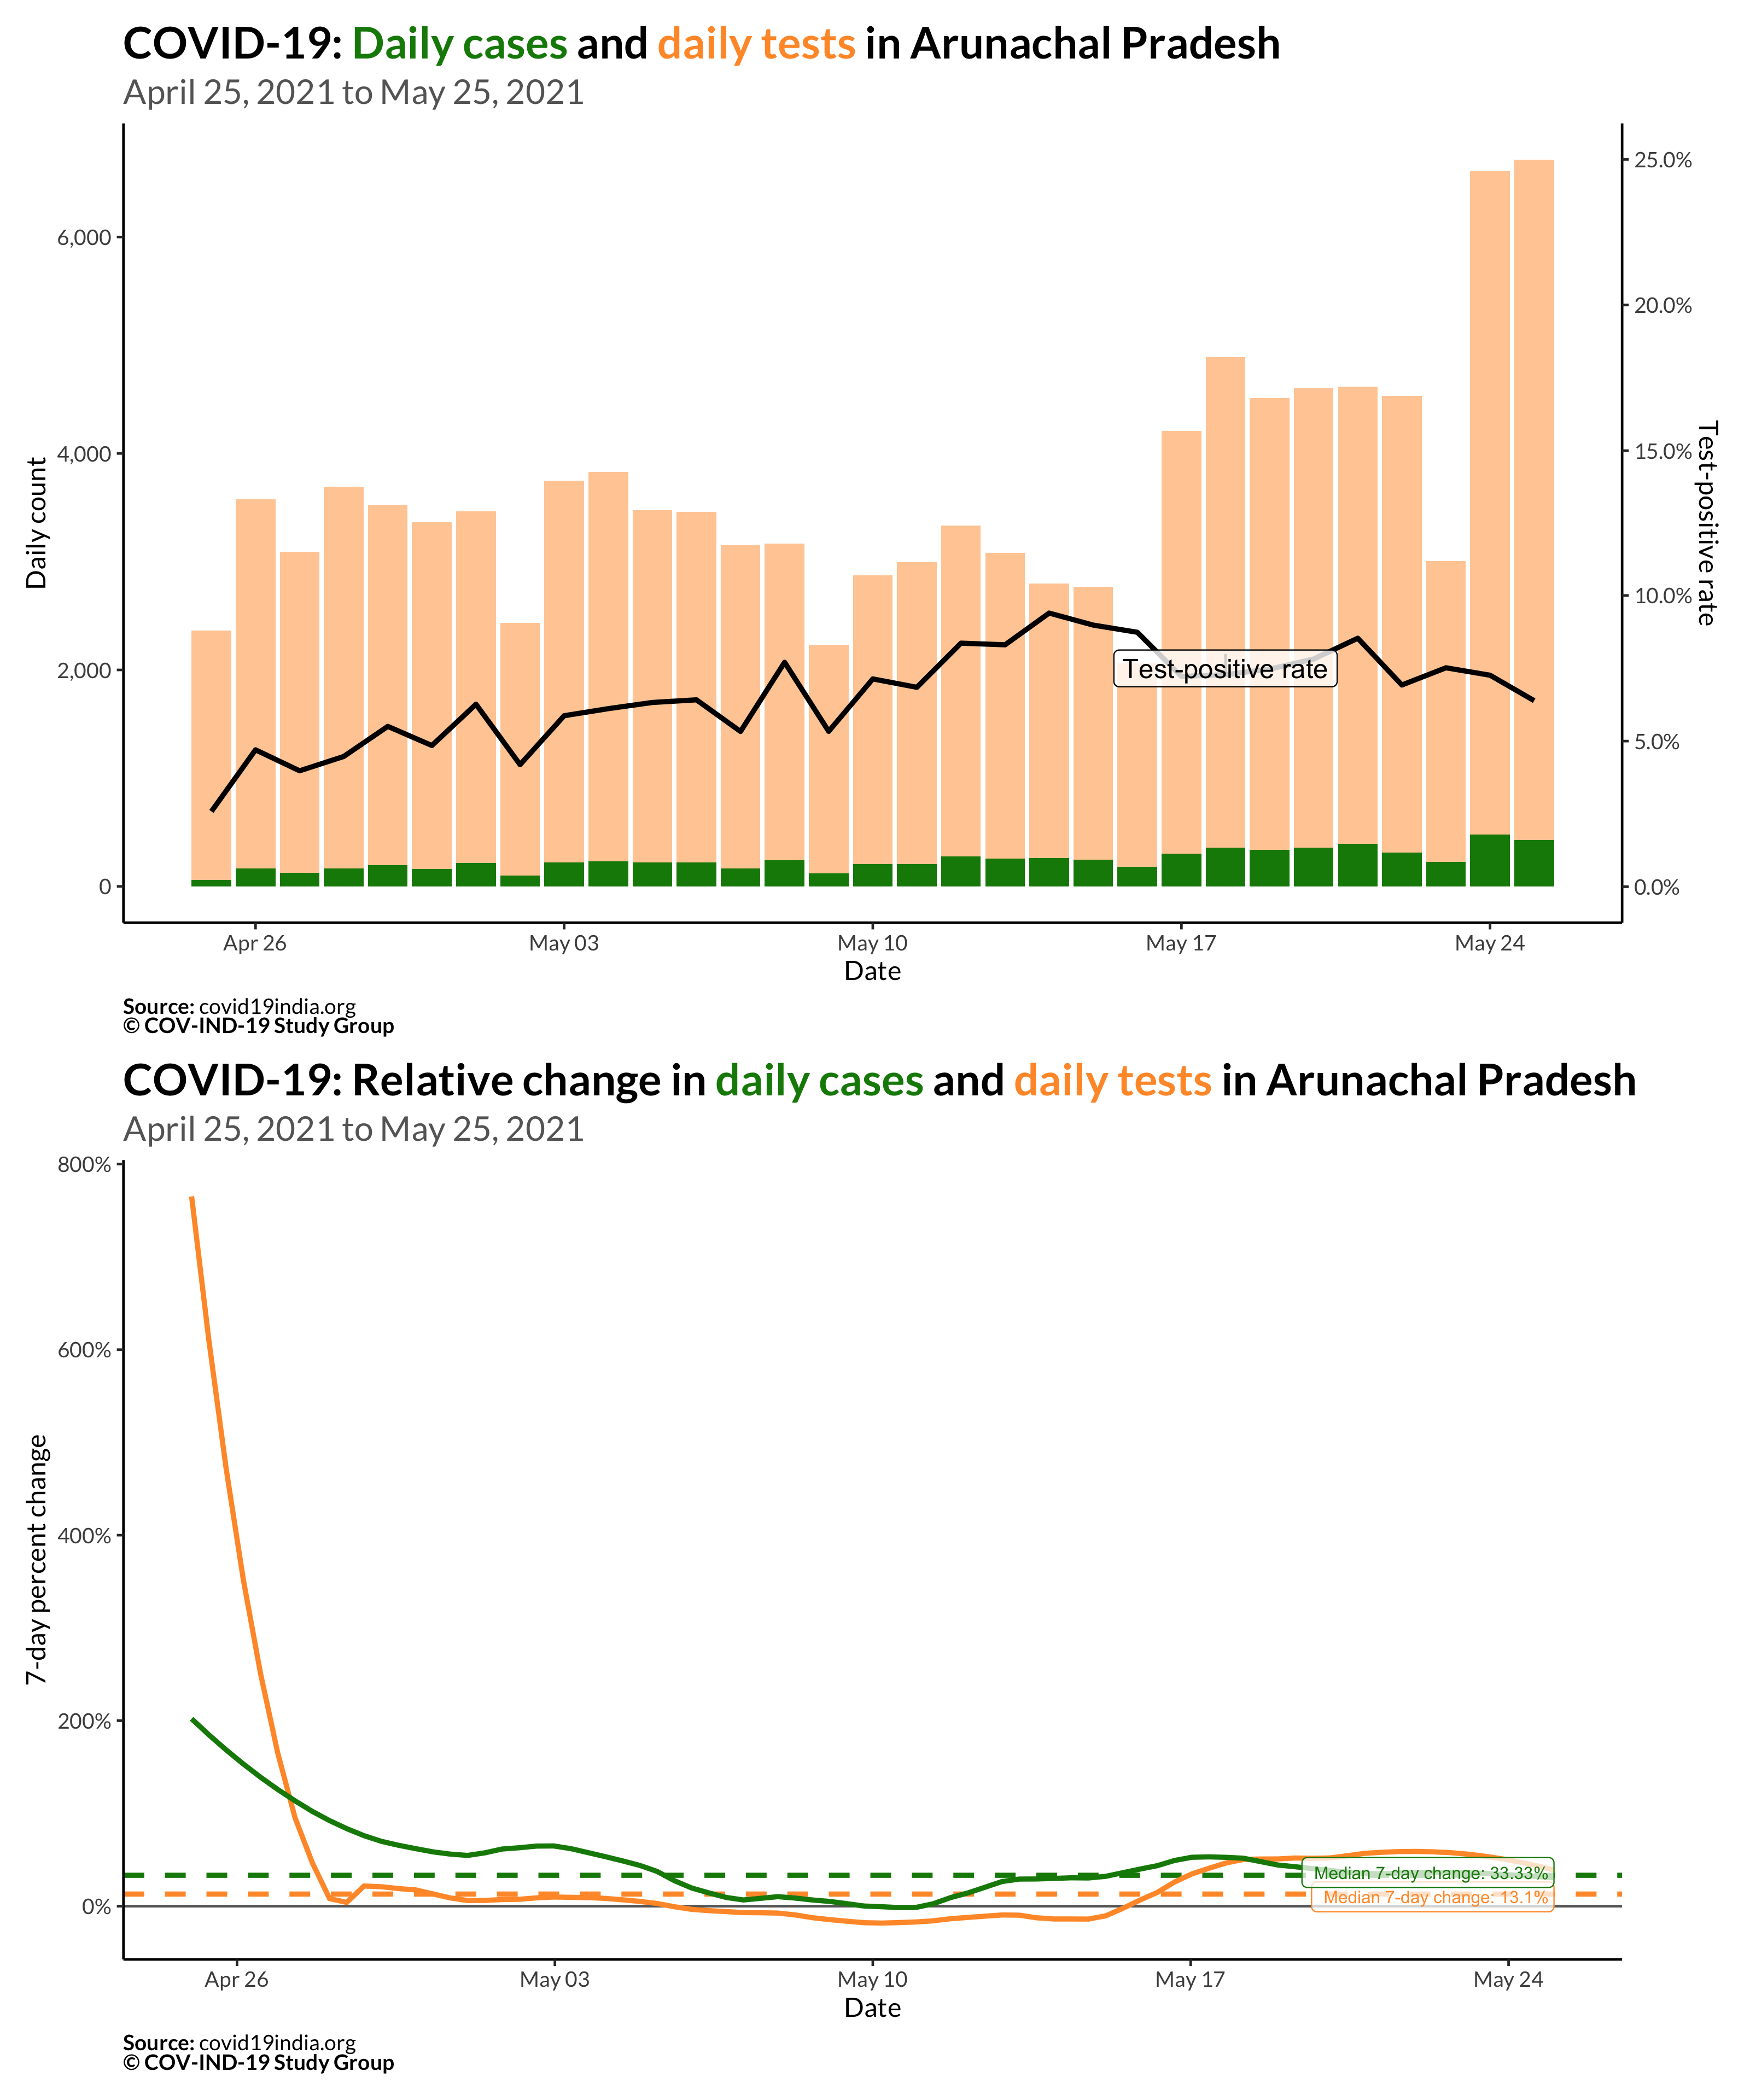 COVID-19: Daily cases and daily tests in Arunachal Pradesh
April 25, 2021 to May 25, 2021
Daily count
6,000
4,000
2,000
0
25.0%
20.0%
15.0%
10.0%
5.0%
0.0%
Test-positive rate
Test-positive rate
Apr 26
May 03
May 10
May 17
May 24
Date
Source: covid19india.org
© COV-IND-19 Study Group
COVID-19: Relative change in daily cases and daily tests in Arunachal Pradesh
April 25, 2021 to May 25, 2021
7-day percent change
800%
600%
400%
200%
0%
Median 7-day change: 33.33%
Median 7-day change: 13.1%
Apr 26
May 03
May 10
May 17
May 24
Date
Source: covid19india.org
© COV-IND-19 Study Group